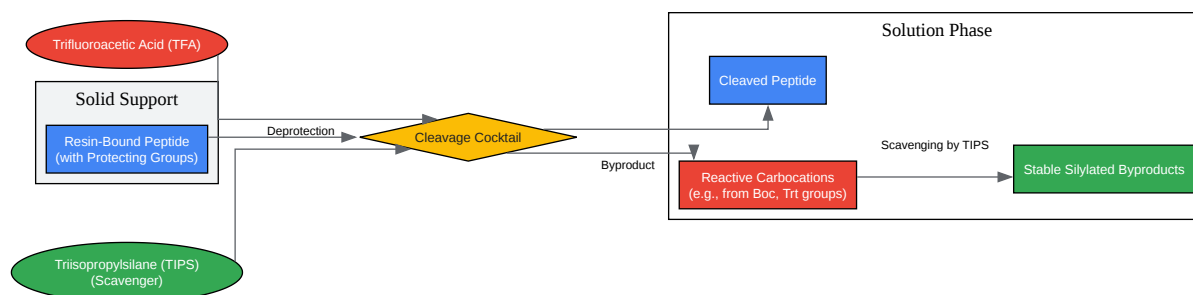 Trifluoroacetic Acid (TFA)
Solid Support
Resin-Bound Peptide
(with Protecting Groups)
Triisopropylsilane (TIPS)
(Scavenger)
Deprotection
Cleavage Cocktail
Byproduct
Solution Phase
Cleaved Peptide
Reactive Carbocations
(e.g., from Boc, Trt groups)
Scavenging by TIPS
Stable Silylated Byproducts